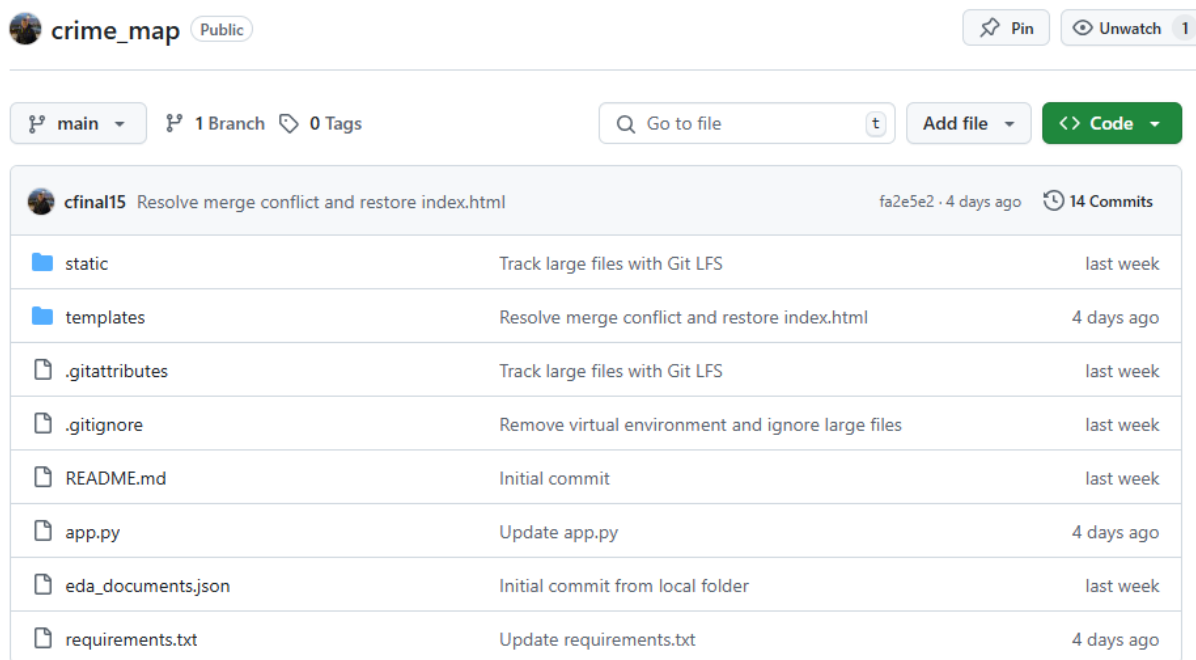 crime_map Public Pin Unwatch 1
main 1 Branch 0 Tags Go to file t Add file Code
cfinal15 Resolve merge conflict and restore index.html fa2e5e2 · 4 days ago 14 Commits
static Track large files with Git LFS last week
templates Resolve merge conflict and restore index.html 4 days ago
.gitattributes Track large files with Git LFS last week
.gitignore Remove virtual environment and ignore large files last week
README.md Initial commit last week
app.py Update app.py 4 days ago
eda_documents.json Initial commit from local folder last week
requirements.txt Update requirements.txt 4 days ago